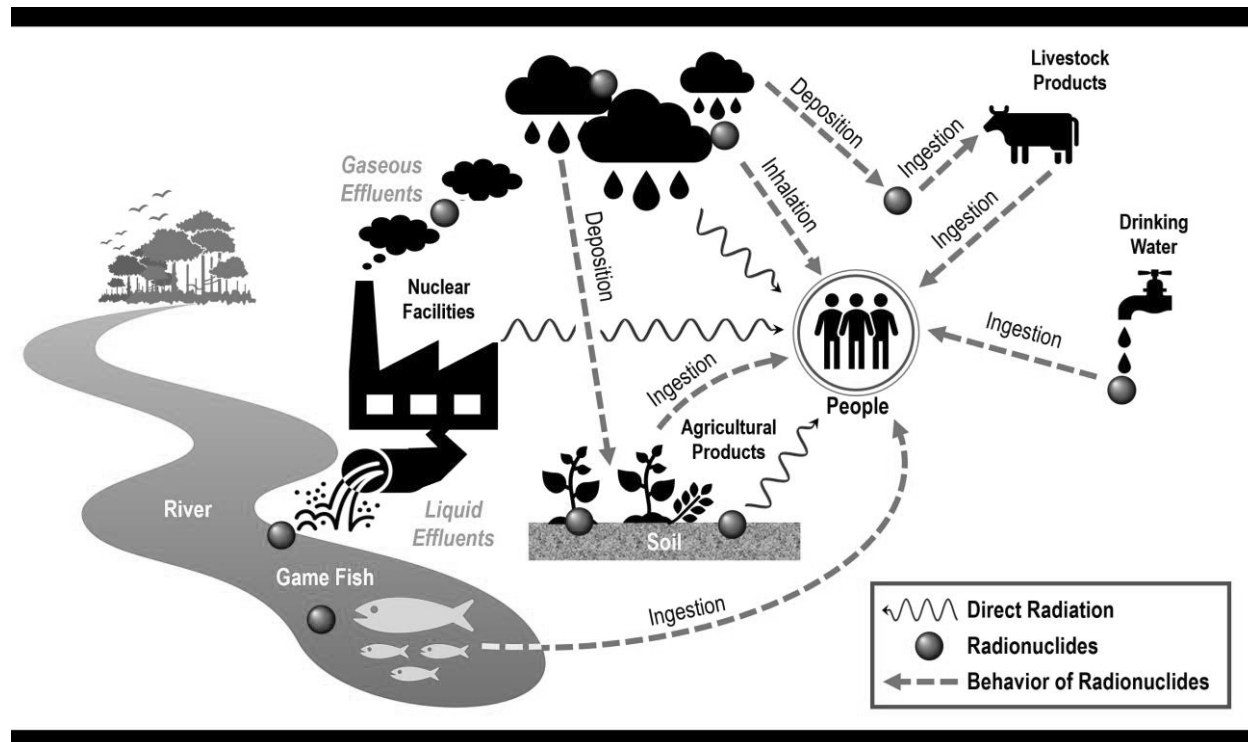 Livestock
Products
Deposition
Ingestion
Gaseous
Effluents
Inhalation
Ingestion
Deposition
Drinking
Water
Nuclear
Facilities
Ingestion
Ingestion
People
Agricultural
Products
River
Liquid
Effluents
Soil
Game Fish
Ingestion
Direct Radiation
Radionuclides
Behavior of Radionuclides